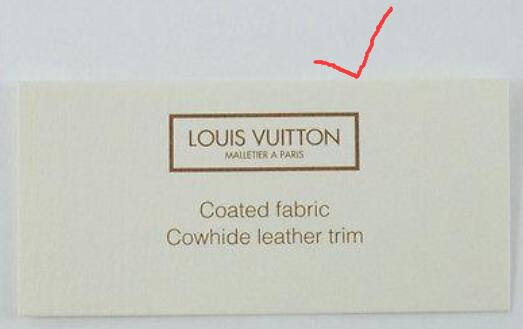 LOUIS VUITTON
MALLETIER A PARIS
Coated fabric
Cowhide leather trim